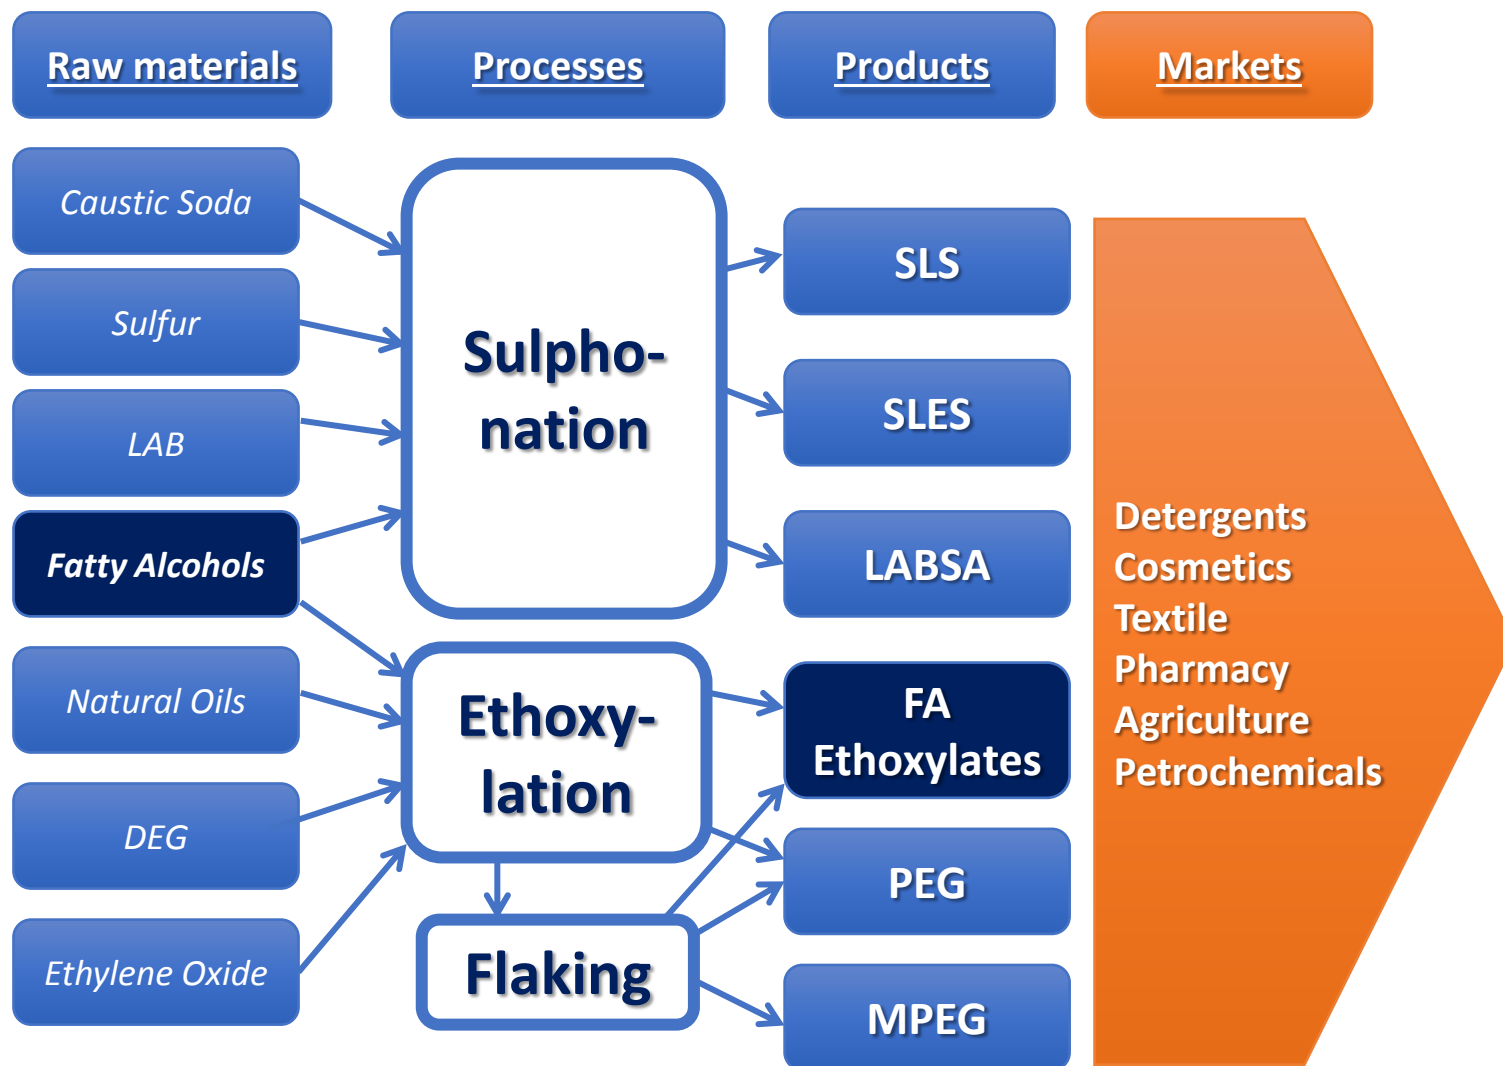 Raw materials
Processes
Products
Markets
Caustic Soda
Sulfur
LAB
Fatty Alcohols
Natural Oils
DEG
Ethylene Oxide
Sulpho-
nation
Ethoxy-
lation
Flaking
SLS
SLES
LABSA
FA
Ethoxylates
PEG
MPEG
Detergents
Cosmetics
Textile
Pharmacy
Agriculture
Petrochemicals